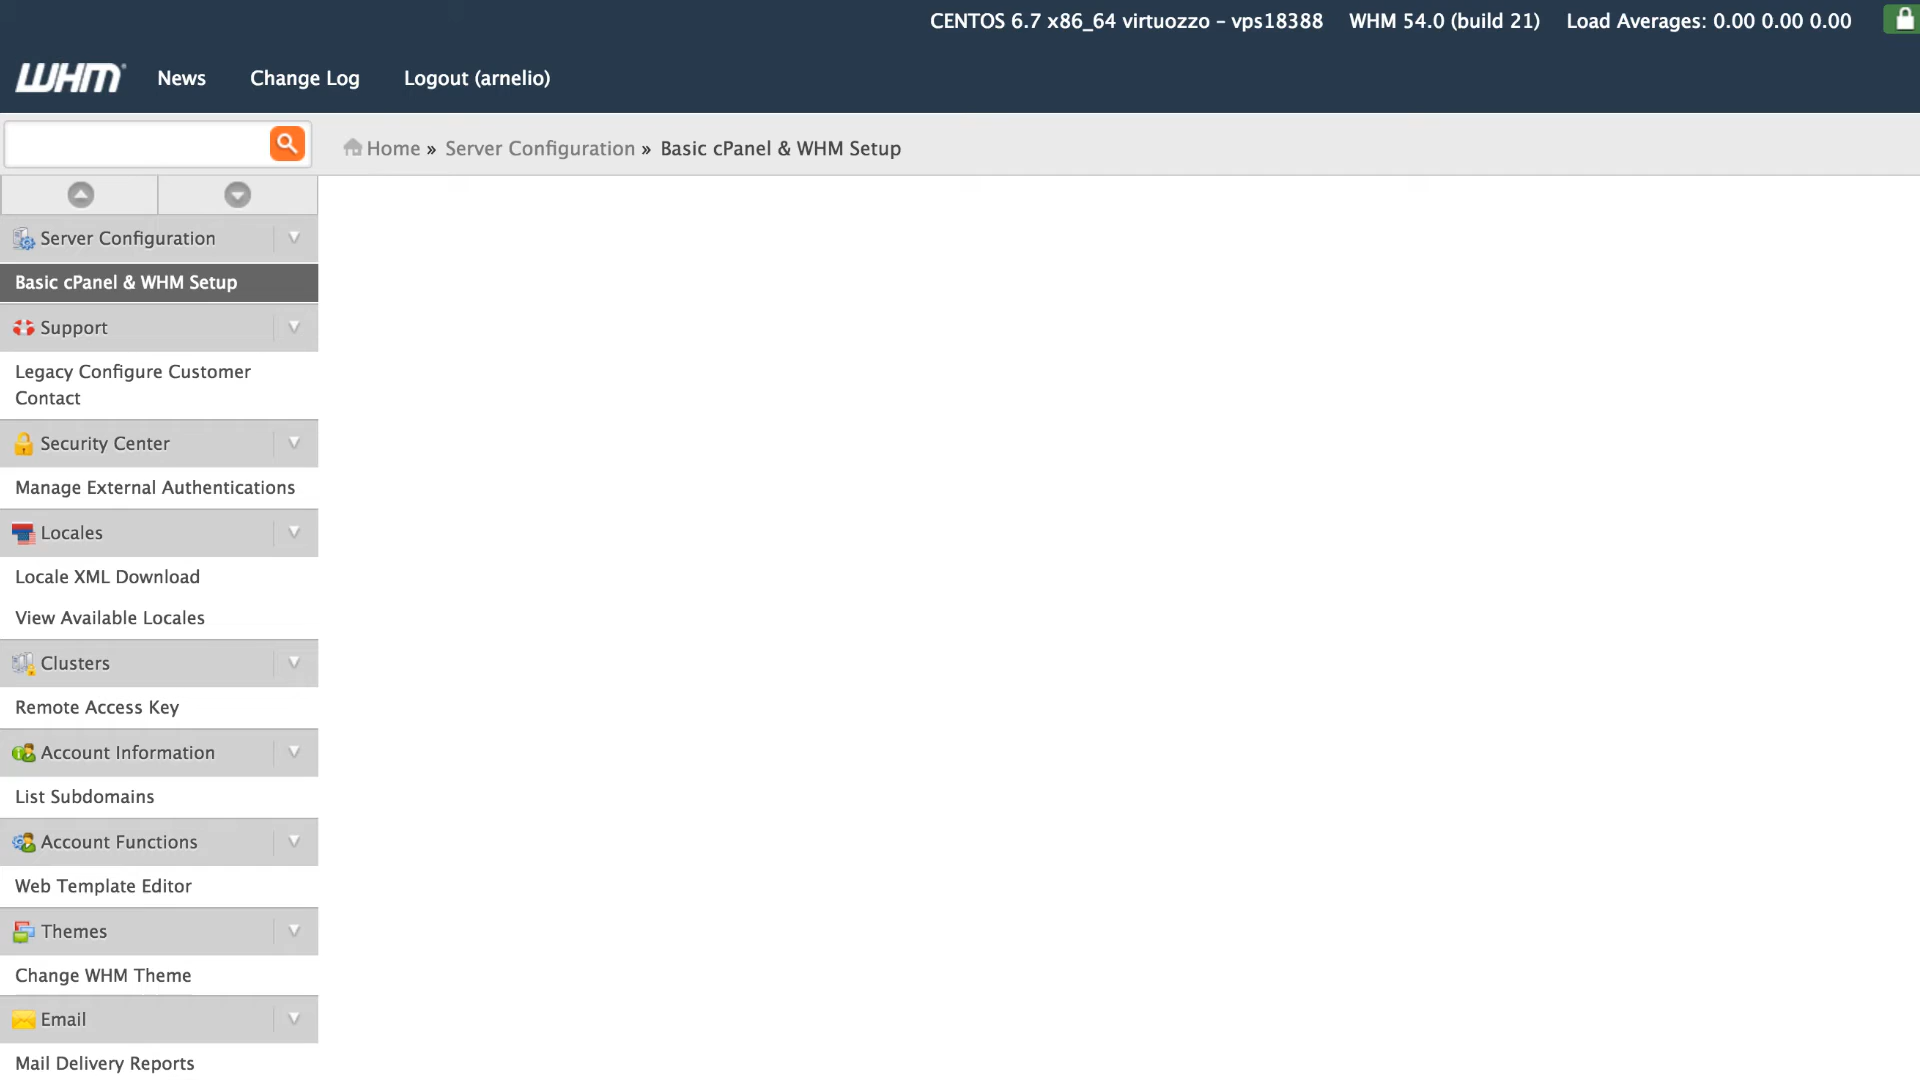 CENTOS 6.7 x86_64 virtuozzo – vps18388 WHM 54.0 (build 21) Load Averages: 0.00 0.00 0.00
WHM News Change Log Logout (arnelio)
Home » Server Configuration » Basic cPanel & WHM Setup
Server Configuration
Basic cPanel & WHM Setup
Support
Legacy Configure Customer
Contact
Security Center
Manage External Authentications
Locales
Locale XML Download
View Available Locales
Clusters
Remote Access Key
Account Information
List Subdomains
Account Functions
Web Template Editor
Themes
Change WHM Theme
Email
Mail Delivery Reports